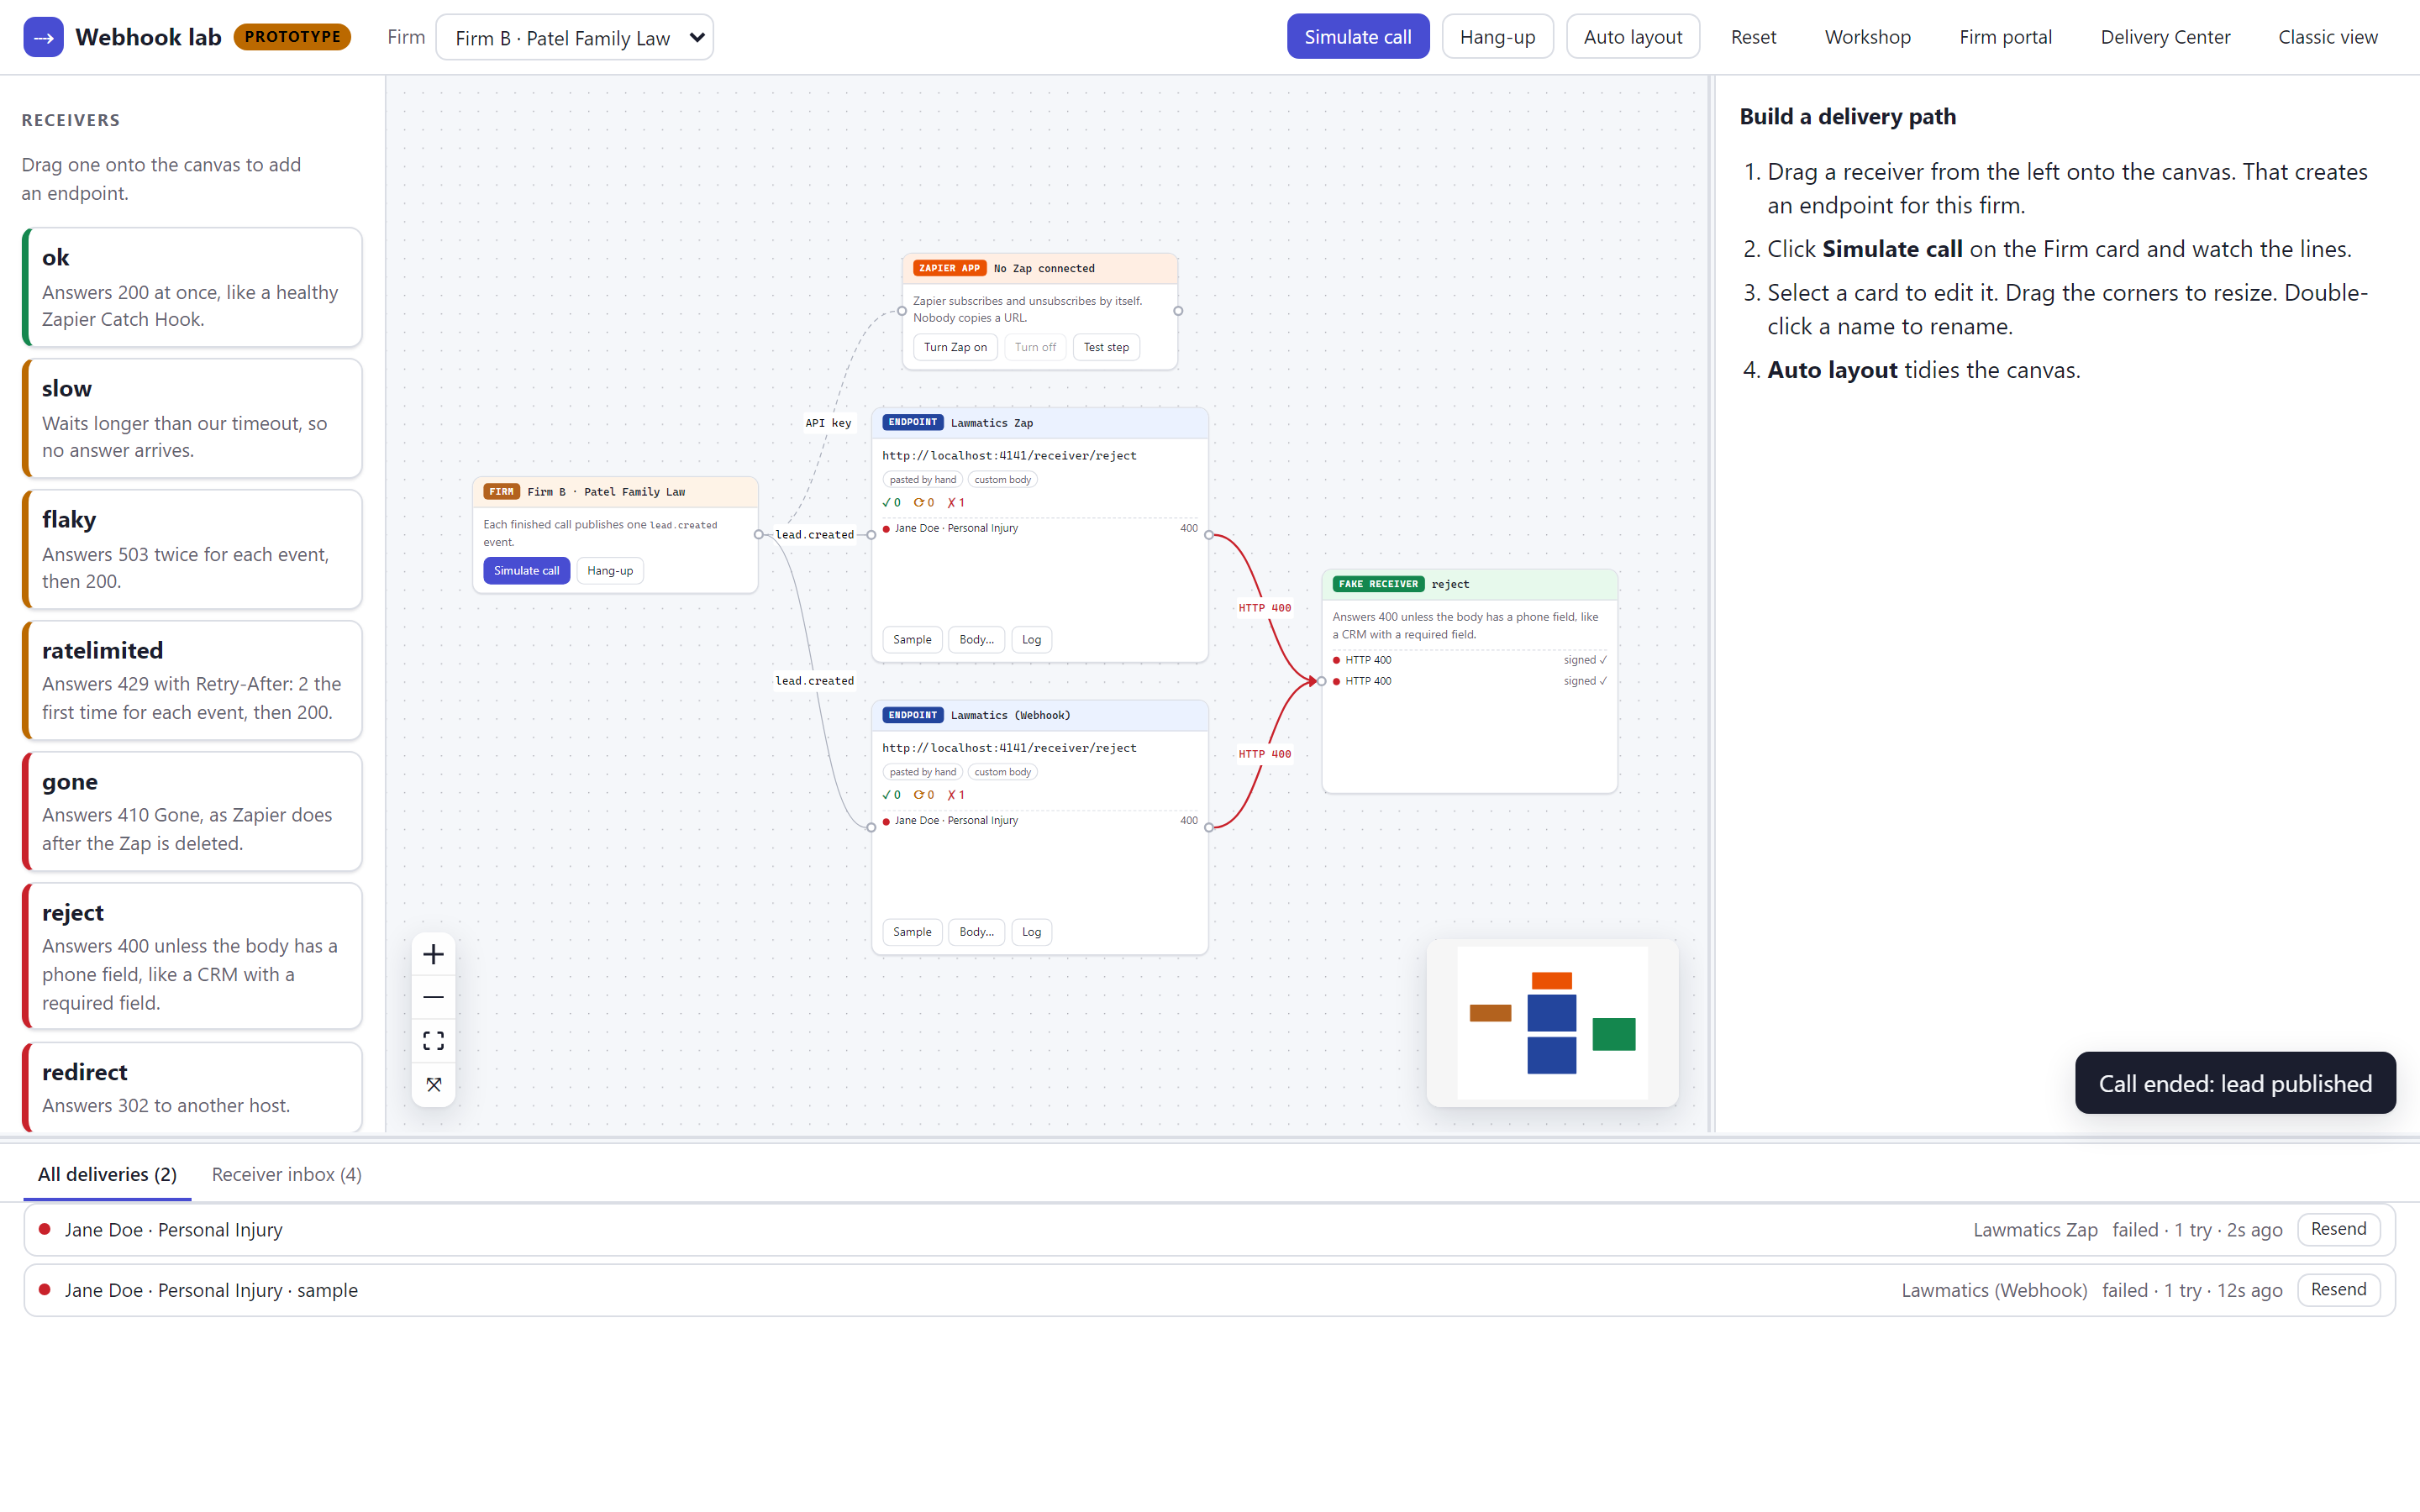 Webhook lab PROTOTYPE Firm Firm B · Patel Family Law Simulate call Hang-up Auto layout Reset Workshop Firm portal Delivery Center Classic view
RECEIVERS
Drag one onto the canvas to add
an endpoint.
ok
Answers 200 at once, like a healthy
Zapier Catch Hook.
slow
Waits longer than our timeout, so
no answer arrives.
flaky
Answers 503 twice for each event,
then 200.
ratelimited
Answers 429 with Retry-After: 2 the
first time for each event, then 200.
gone
Answers 410 Gone, as Zapier does
after the Zap is deleted.
reject
Answers 400 unless the body has a
phone field, like a CRM with a
required field.
redirect
Answers 302 to another host.
FIRM Firm B · Patel Family Law
Each finished call publishes one lead.created
event.
Simulate call Hang-up
API key
lead.created
lead.created
ZAPIER APP No Zap connected
Zapier subscribes and unsubscribes by itself.
Nobody copies a URL.
Turn Zap on Turn off Test step
ENDPOINT Lawmatics Zap
http://localhost:4141/receiver/reject
pasted by hand custom body
✓ 0 ⟳ 0 ✗ 1
Jane Doe · Personal Injury 400
Sample Body... Log
ENDPOINT Lawmatics (Webhook)
http://localhost:4141/receiver/reject
pasted by hand custom body
✓ 0 ⟳ 0 ✗ 1
Jane Doe · Personal Injury 400
Sample Body... Log
HTTP 400
HTTP 400
FAKE RECEIVER reject
Answers 400 unless the body has a phone field, like
a CRM with a required field.
HTTP 400 signed ✓
HTTP 400 signed ✓
Build a delivery path
1. Drag a receiver from the left onto the canvas. That creates
an endpoint for this firm.
2. Click Simulate call on the Firm card and watch the lines.
3. Select a card to edit it. Drag the corners to resize. Double-
click a name to rename.
4. Auto layout tidies the canvas.
Call ended: lead published
All deliveries (2) Receiver inbox (4)
Jane Doe · Personal Injury Lawmatics Zap failed · 1 try · 2s ago Resend
Jane Doe · Personal Injury · sample Lawmatics (Webhook) failed · 1 try · 12s ago Resend